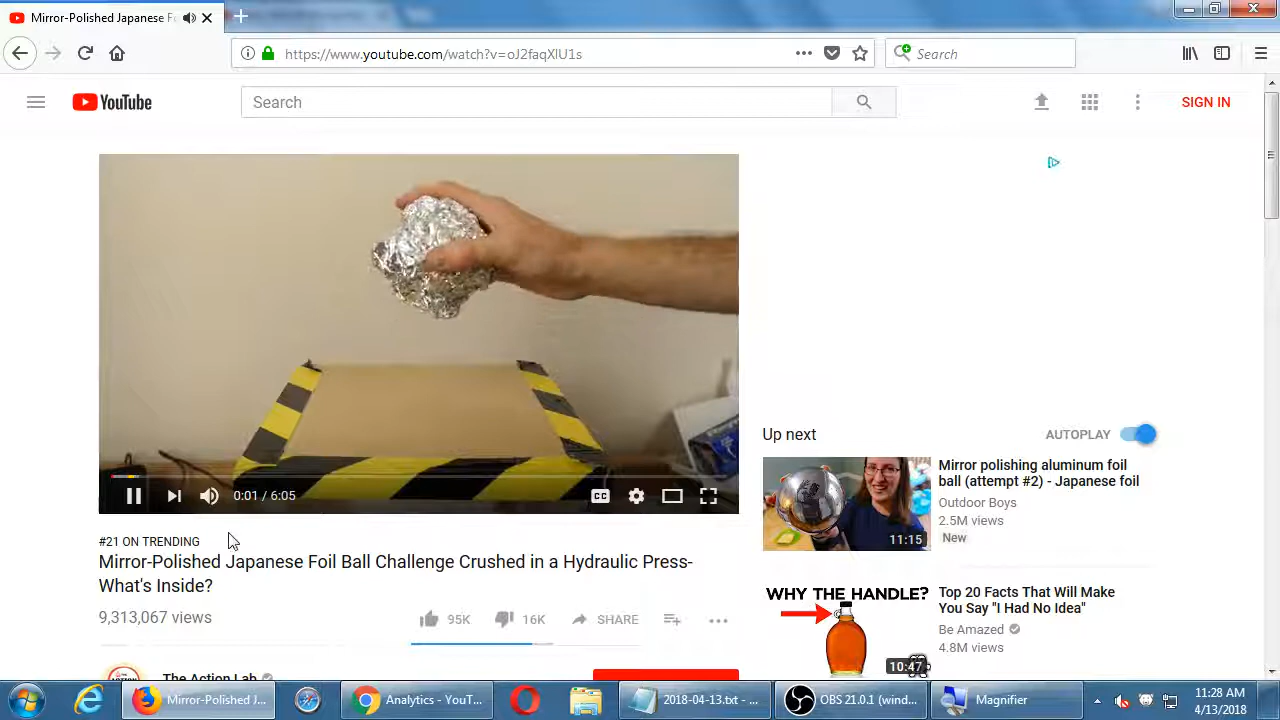 Mirror-Polished Japanese F
https://www.youtube.com/watch?v=oJ2faqXlU1s
Search
YouTube
Search
SIGN IN
0:01 / 6:05
CC
#21 ON TRENDING
Mirror-Polished Japanese Foil Ball Challenge Crushed in a Hydraulic Press-
What's Inside?
9,313,067 views
95K
16K
SHARE
The Action Lab
Up next
AUTOPLAY
11:15
Mirror polishing aluminum foil
ball (attempt #2) - Japanese foil
Outdoor Boys
2.5M views
New
WHY THE HANDLE?
10:47
Top 20 Facts That Will Make
You Say "I Had No Idea"
Be Amazed
4.8M views
Mirror-Polished J...
Analytics - YouT...
2018-04-13.txt - ...
OBS 21.0.1 (wind...
Magnifier
11:28 AM
4/13/2018